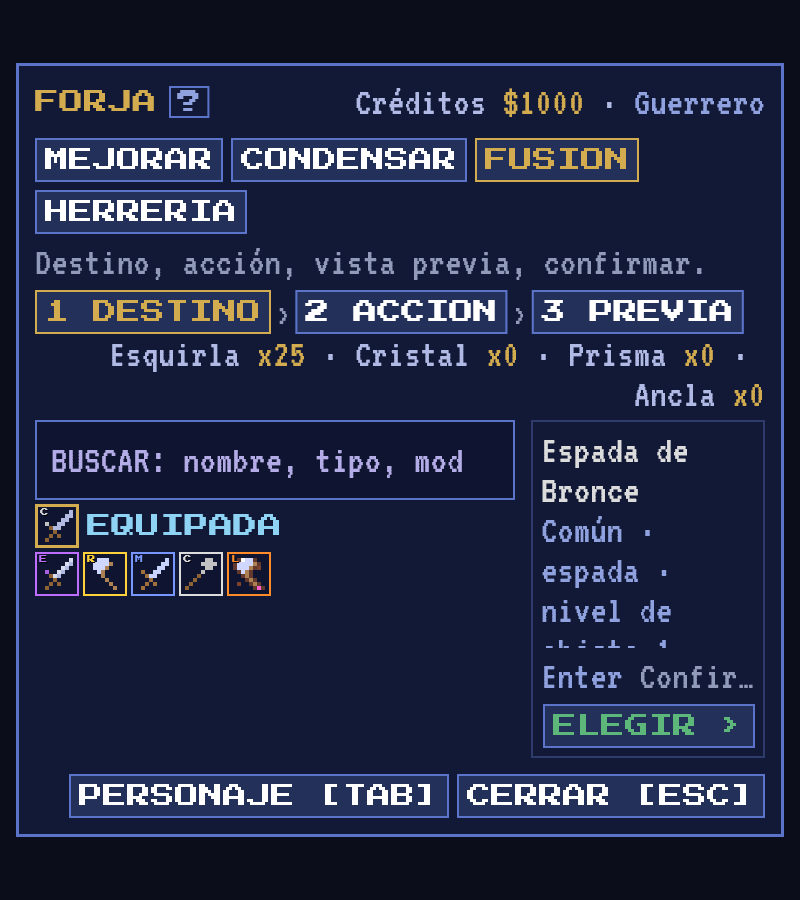 FORJA ? Créditos $1000 · Guerrero
MEJORAR CONDENSAR FUSION
HERRERIA
Destino, acción, vista previa, confirmar.
1 DESTINO › 2 ACCION › 3 PREVIA
Esquirla x25 · Cristal x0 · Prisma x0 ·
Ancla x0
BUSCAR: nombre, tipo, mod
C EQUIPADA
E R M C L
Espada de
Bronce
Común ·
espada ·
nivel de
Enter Confir…
ELEGIR >
PERSONAJE [TAB] CERRAR [ESC]